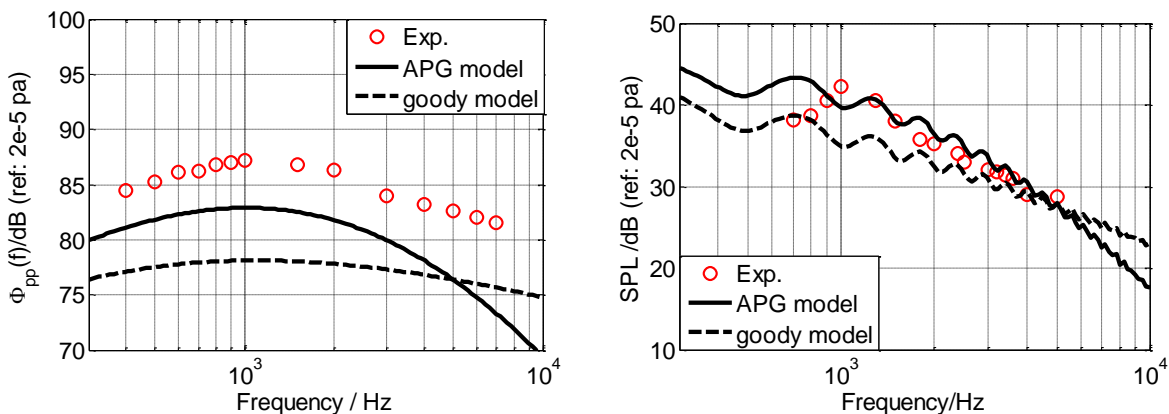 100
95
90
85
80
75
70
10³
10⁴
Φpp(f)/dB (ref: 2e-5 pa)
Frequency / Hz
Exp.
APG model
goody model
50
40
30
20
10
10³
10⁴
SPL /dB (ref: 2e-5 pa)
Frequency/Hz
Exp.
APG model
goody model